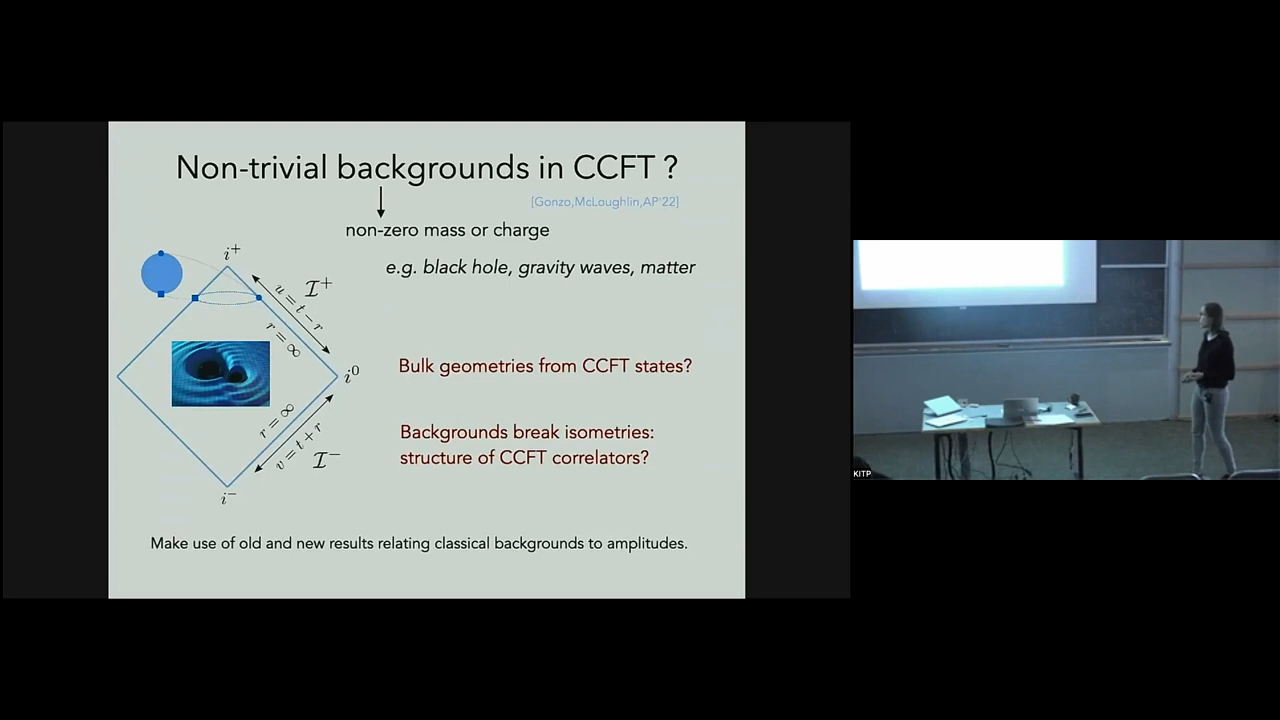 Non-trivial backgrounds in CCFT ?
[Gonzo,McLoughlin,AP'22]
non-zero mass or charge
e.g. black hole, gravity waves, matter
i⁺
𝓘⁺
u = t − r
r = ∞
i⁰
Bulk geometries from CCFT states?
r = ∞
v = t + r
𝓘⁻
Backgrounds break isometries:
structure of CCFT correlators?
i⁻
Make use of old and new results relating classical backgrounds to amplitudes.
KITP